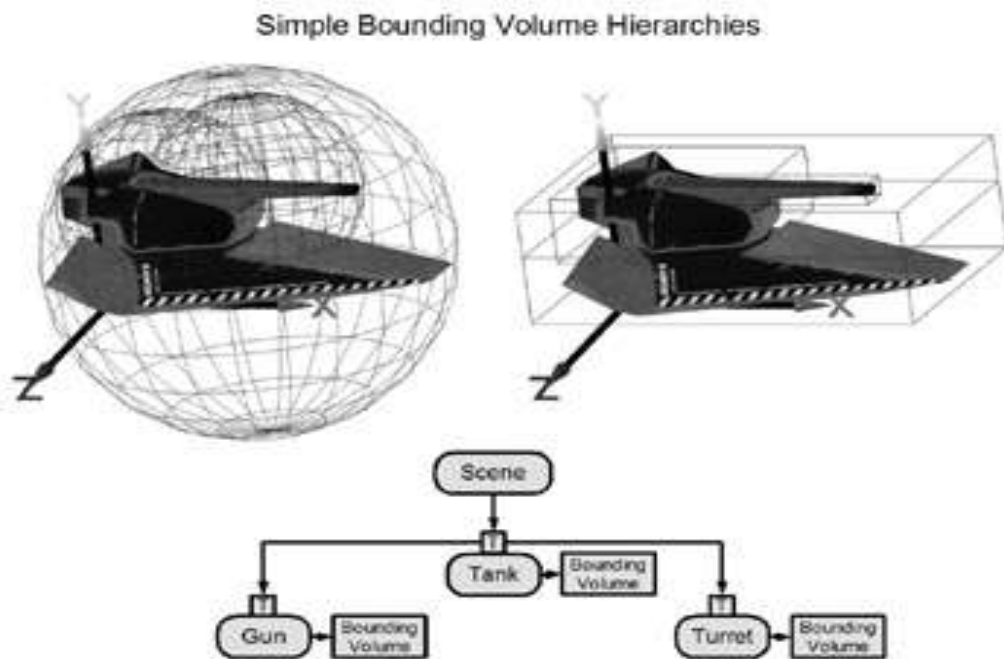 Simple Bounding Volume Hierarchies
Y
Y
X
X
Z
Z
Scene
T
Tank
Bounding
Volume
T
T
Gun
Bounding
Volume
Turret
Bounding
Volume